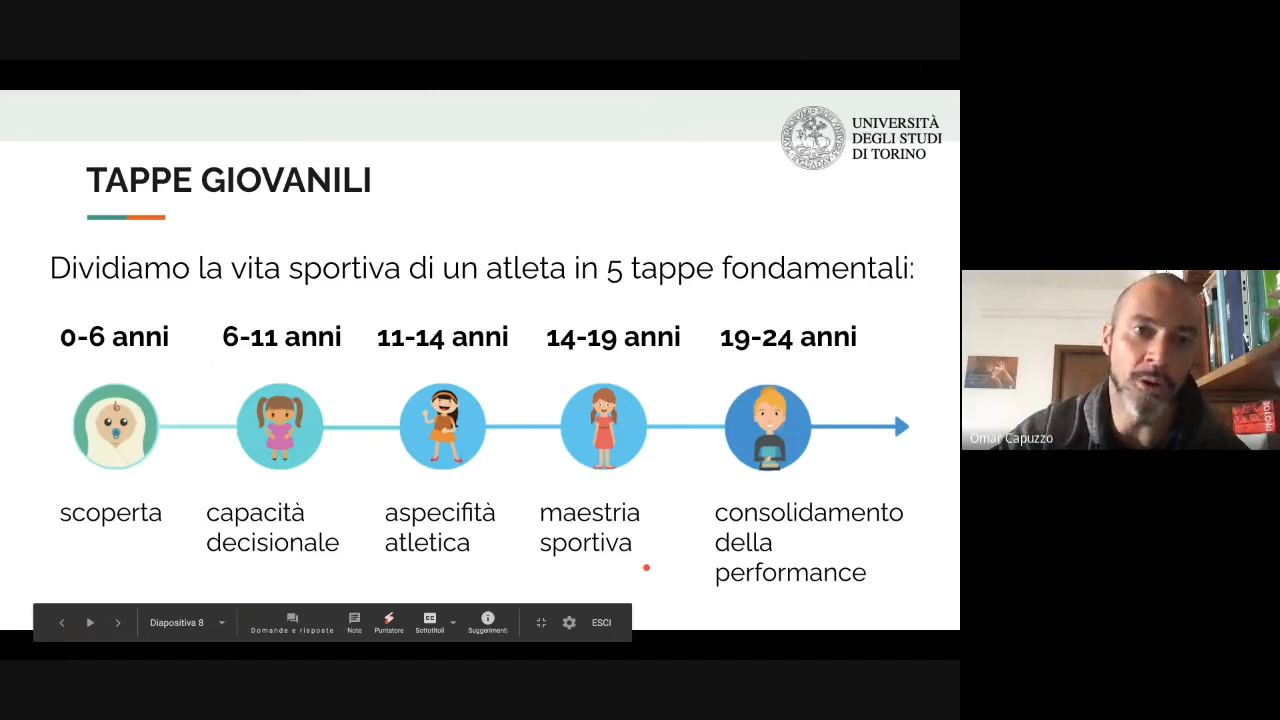 UNIVERSITÀ
DEGLI STUDI
DI TORINO
TAPPE GIOVANILI
Dividiamo la vita sportiva di un atleta in 5 tappe fondamentali:
0-6 anni
6-11 anni
11-14 anni
14-19 anni
19-24 anni
scoperta
capacità
decisionale
aspecifità
atletica
maestria
sportiva
consolidamento
della
performance
Diapositiva 8
Domande e risposte
Note
Puntatore
CC
Sottotitoli
Suggerimenti
ESCI
Omar Capuzzo